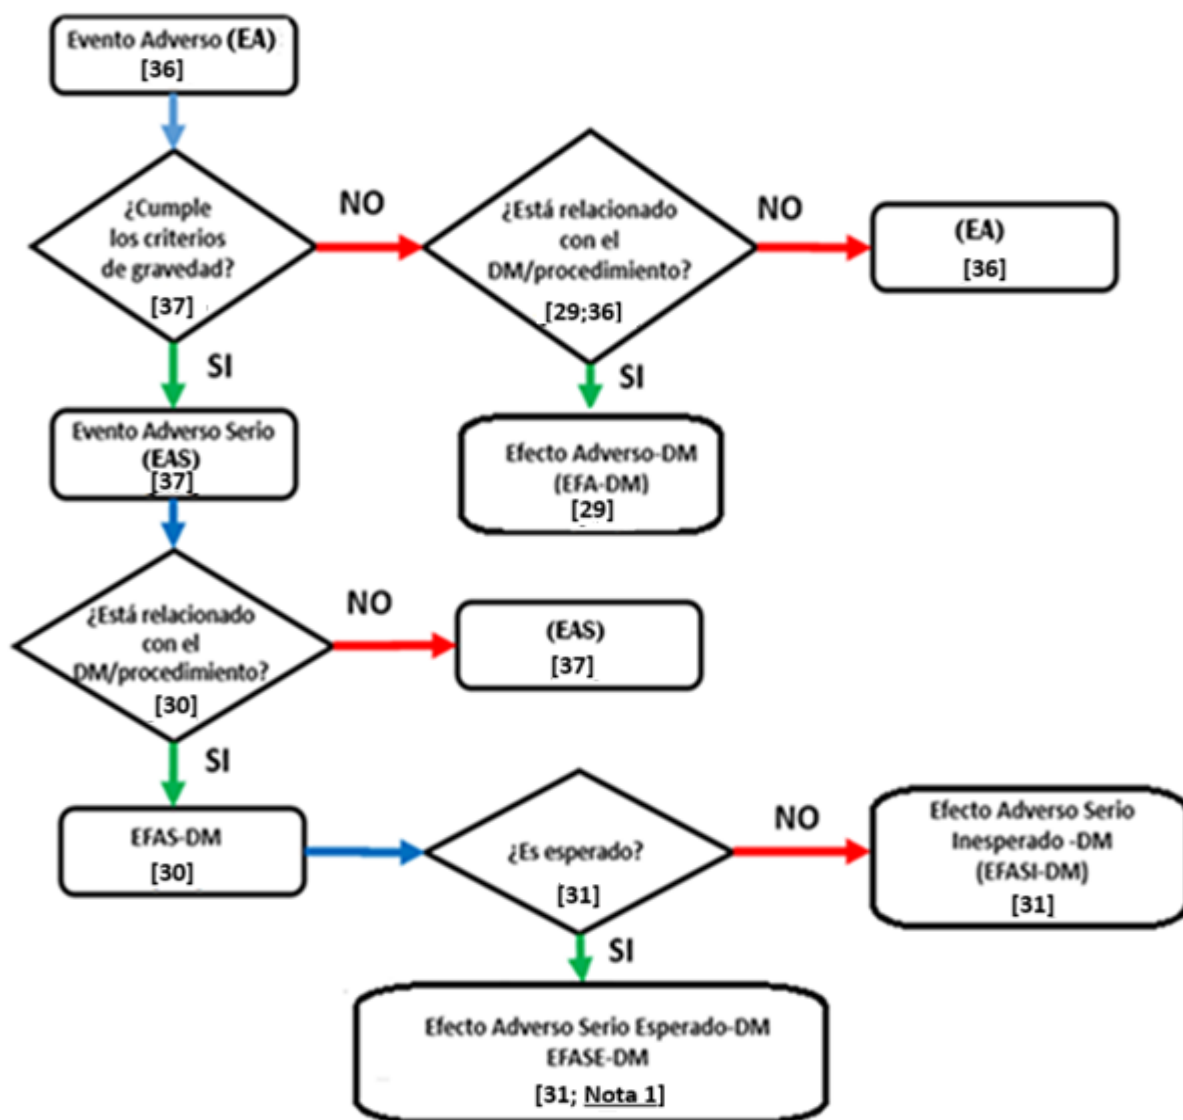 Evento Adverso (EA)
[36]
¿Cumple
los criterios
de gravedad?
[37]
NO
¿Está relacionado
con el
DM/procedimiento?
[29;36]
NO
(EA)
[36]
SI
SI
Evento Adverso Serio
(EAS)
[37]
Efecto Adverso-DM
(EFA-DM)
[29]
¿Está relacionado
con el
DM/procedimiento?
[30]
NO
(EAS)
[37]
SI
EFAS-DM
[30]
¿Es esperado?
[31]
NO
Efecto Adverso Serio
Inesperado -DM
(EFASI-DM)
[31]
SI
Efecto Adverso Serio Esperado-DM
EFASE-DM
[31; Nota 1]